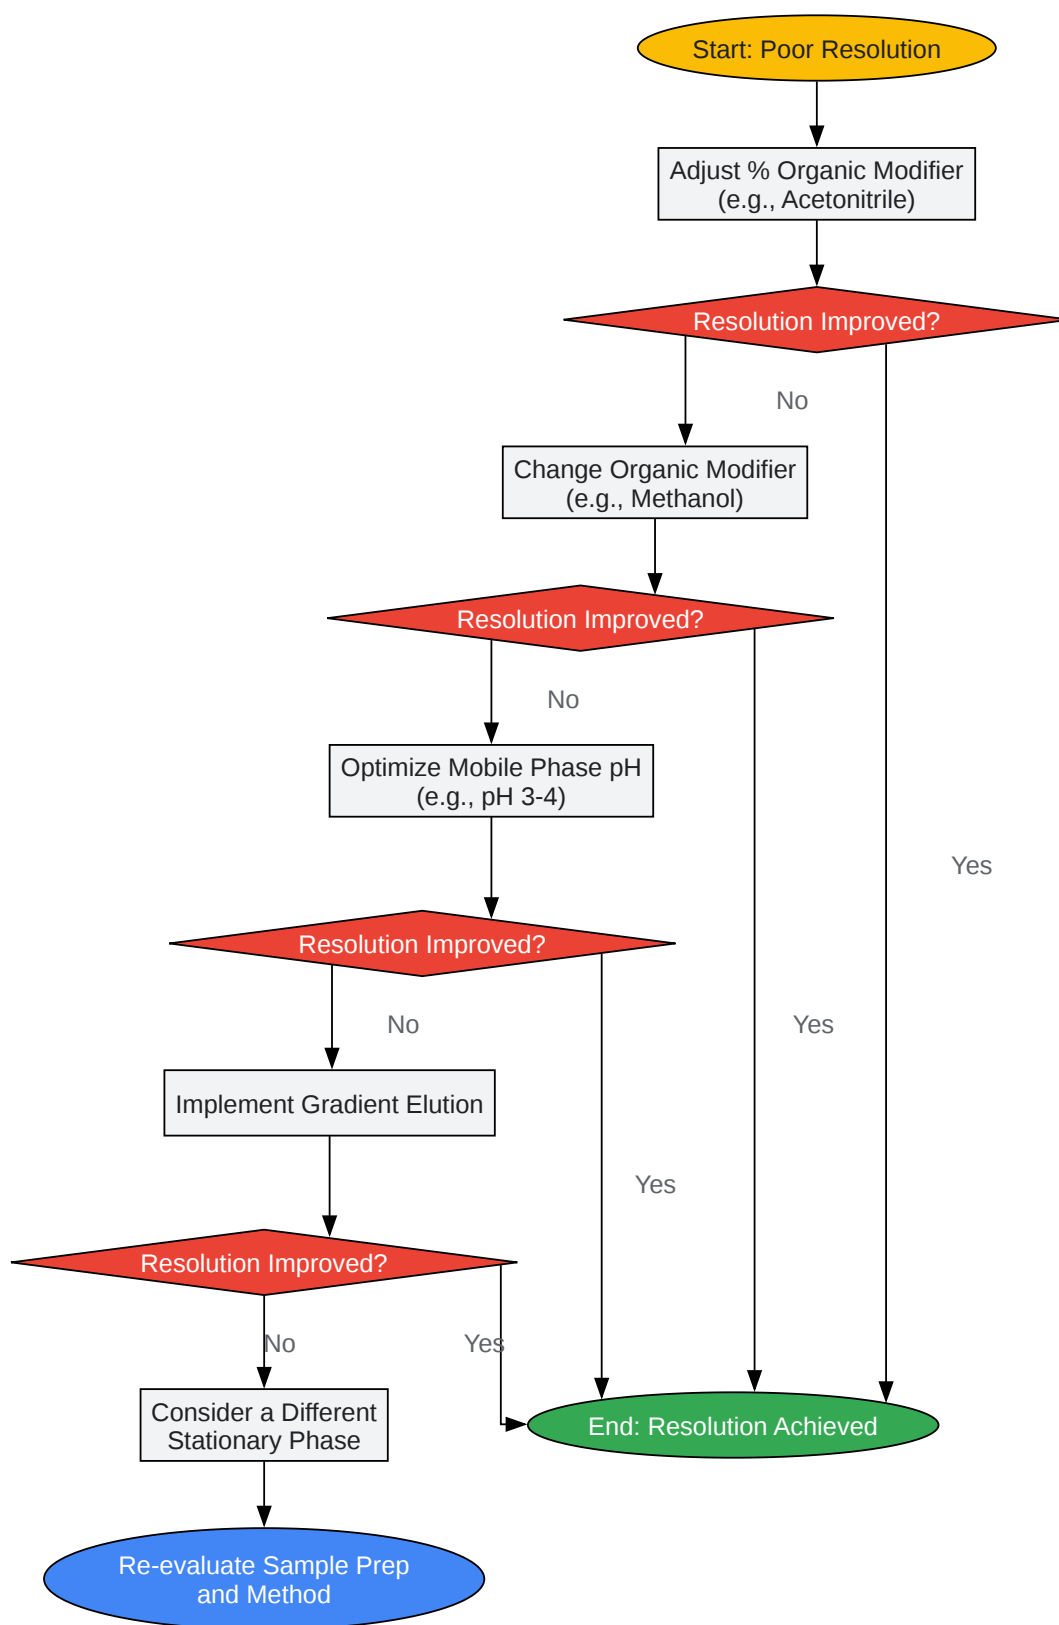 Start: Poor Resolution
Adjust % Organic Modifier
(e.g., Acetonitrile)
Resolution Improved?
No
Change Organic Modifier
(e.g., Methanol)
Resolution Improved?
No
Optimize Mobile Phase pH
(e.g., pH 3-4)
Yes
Resolution Improved?
No
Yes
Implement Gradient Elution
Yes
Resolution Improved?
No
Yes
Consider a Different
Stationary Phase
End: Resolution Achieved
Re-evaluate Sample Prep
and Method